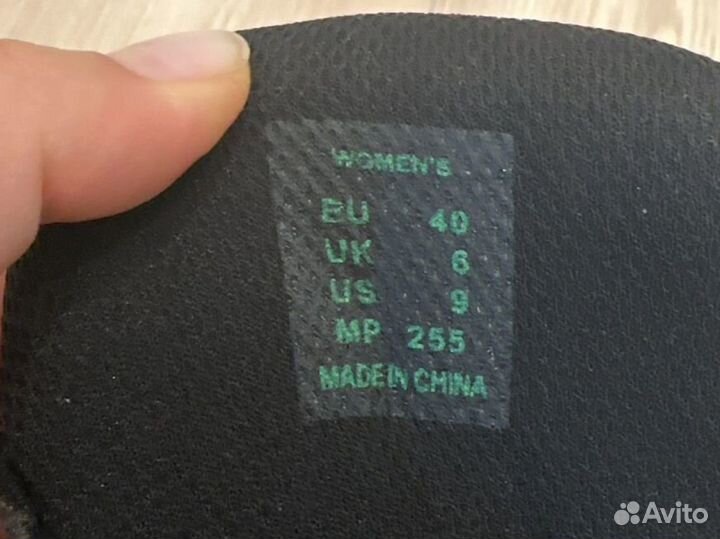 WOMEN'S
EU 40
UK 6
US 9
MP 255
MADE IN CHINA
Avito